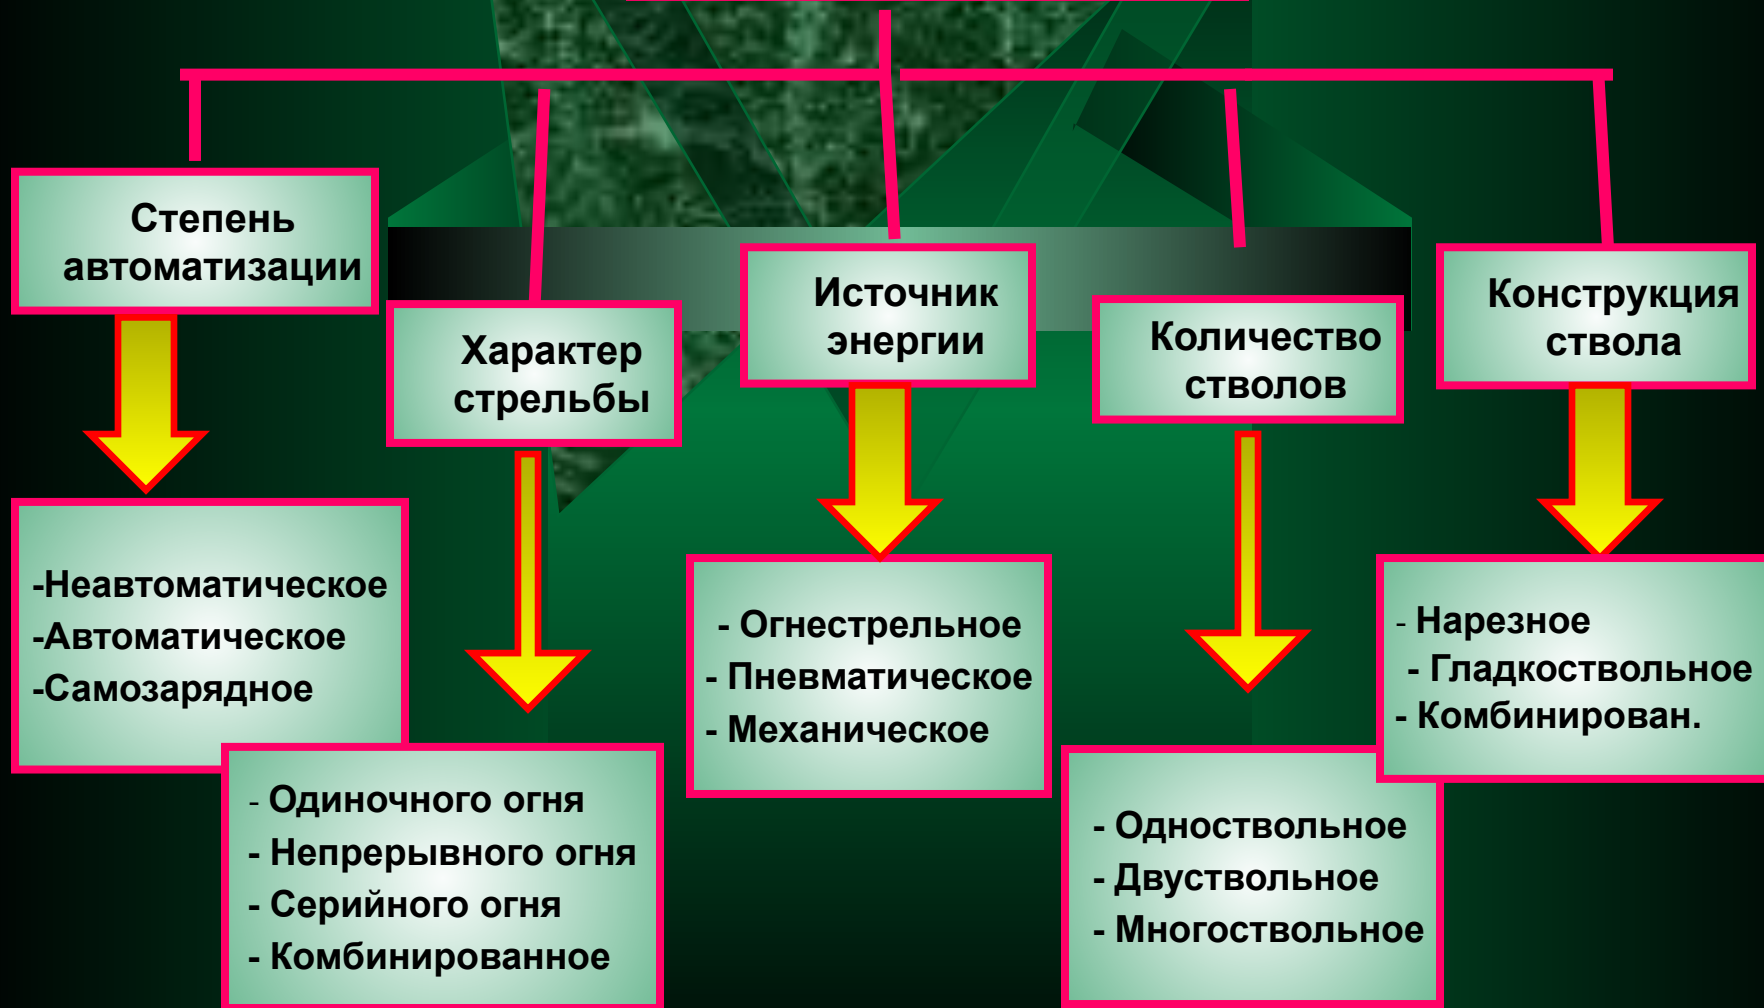 Степень
автоматизации
Характер
стрельбы
Источник
энергии
Количество
стволов
Конструкция
ствола
-Неавтоматическое
-Автоматическое
-Самозарядное
- Одиночного огня
- Непрерывного огня
- Серийного огня
- Комбинированное
- Огнестрельное
- Пневматическое
- Механическое
- Одноствольное
- Двуствольное
- Многоствольное
- Нарезное
- Гладкоствольное
- Комбинирован.